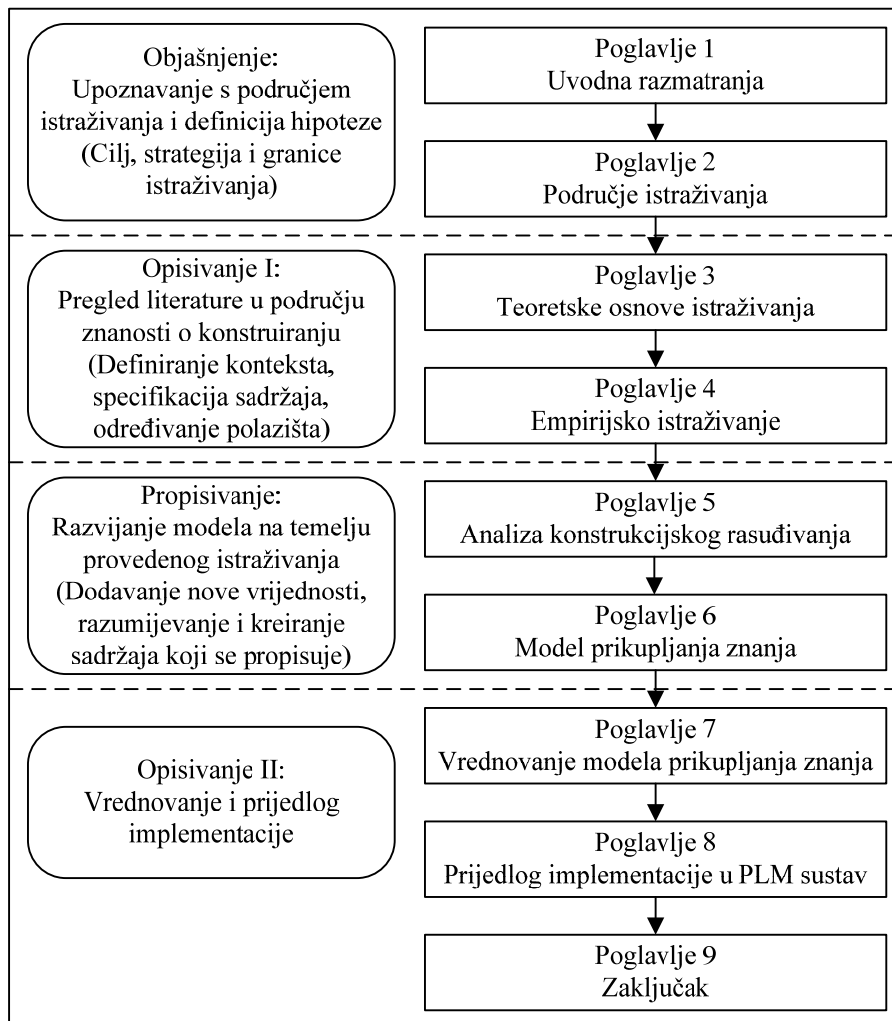 Objašnjenje:
Upoznavanje s područjem
istraživanja i definicija hipoteze
(Cilj, strategija i granice
istraživanja)
Poglavlje 1
Uvodna razmatranja
Poglavlje 2
Područje istraživanja
Opisivanje I:
Pregled literature u području
znanosti o konstruiranju
(Definiranje konteksta,
specifikacija sadržaja,
određivanje polazišta)
Poglavlje 3
Teoretske osnove istraživanja
Poglavlje 4
Empirijsko istraživanje
Propisivanje:
Razvijanje modela na temelju
provedenog istraživanja
(Dodavanje nove vrijednosti,
razumijevanje i kreiranje
sadržaja koji se propisuje)
Poglavlje 5
Analiza konstrukcijskog rasuđivanja
Poglavlje 6
Model prikupljanja znanja
Opisivanje II:
Vrednovanje i prijedlog
implementacije
Poglavlje 7
Vrednovanje modela prikupljanja znanja
Poglavlje 8
Prijedlog implementacije u PLM sustav
Poglavlje 9
Zaključak